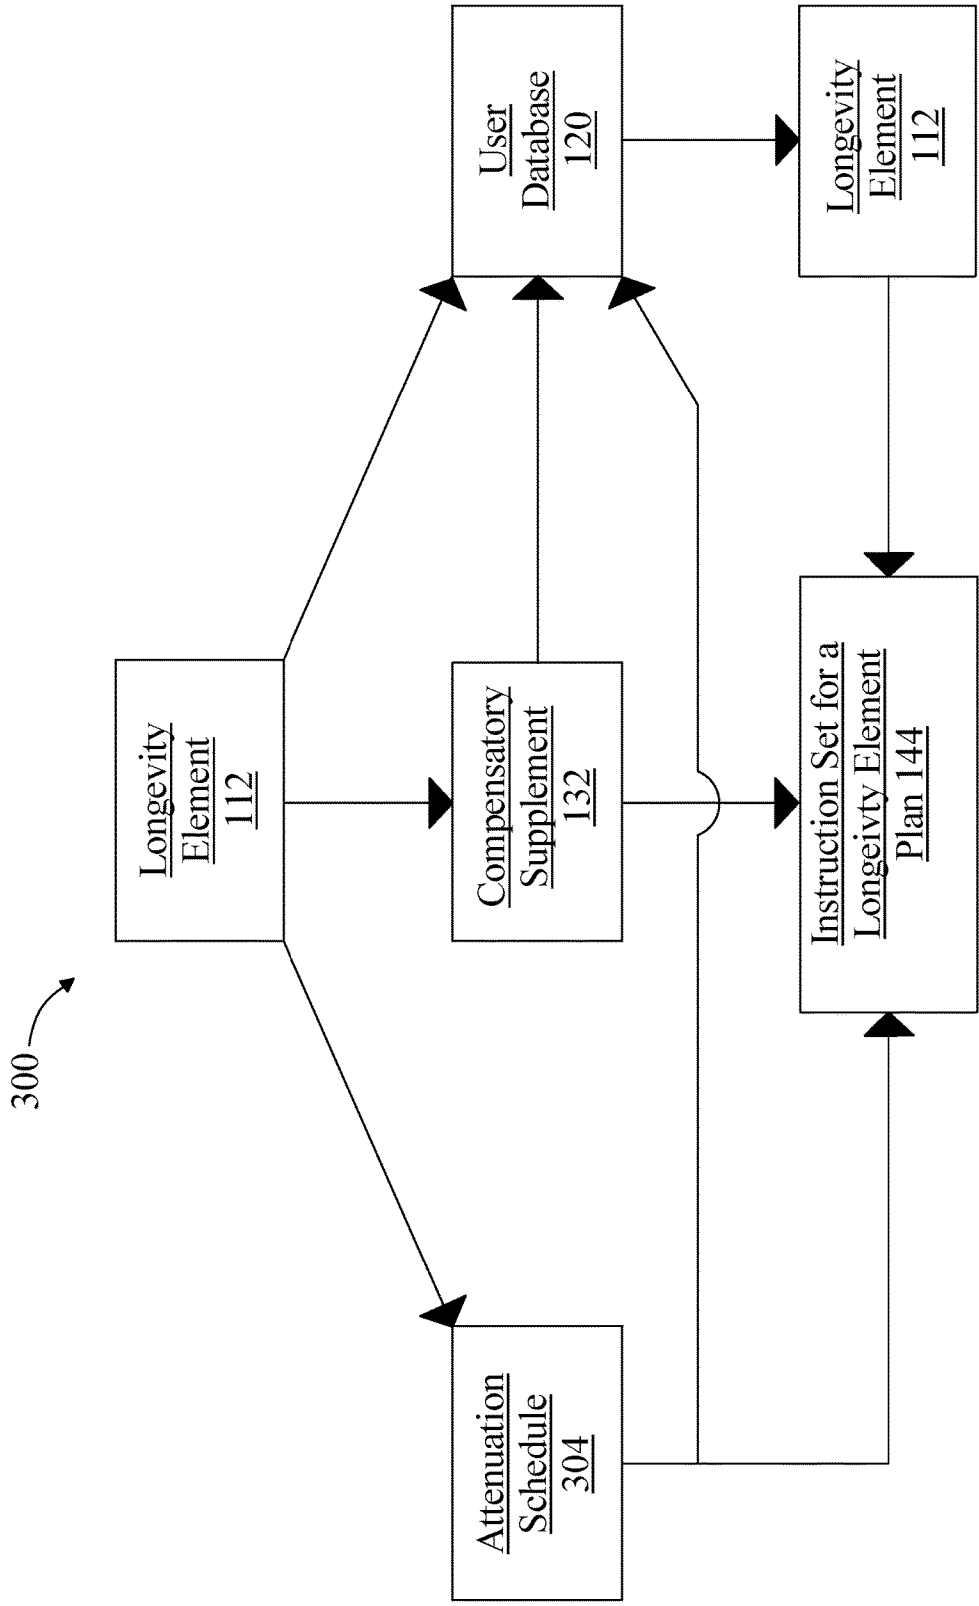 300
Longevity
Element
112
Attenuation
Schedule
304
Compensatory
Supplement
132
User
Database
120
Instruction Set for a
Longeivty Element
Plan 144
Longevity
Element
112